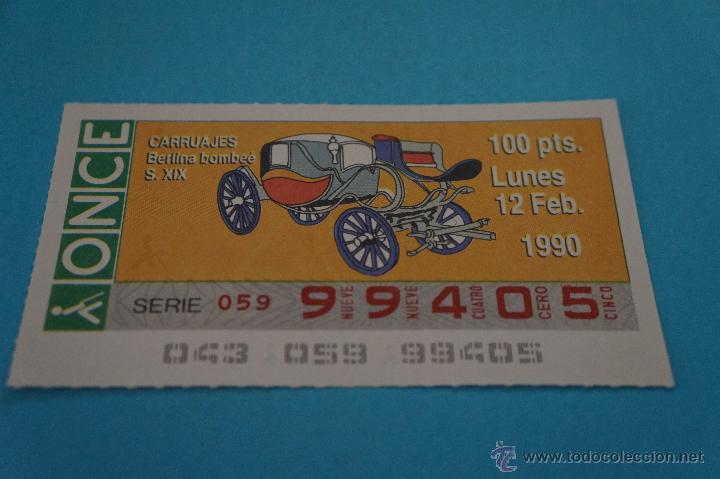 ONCE
CARRUAJES
Berlina bombeé
S. XIX
100 pts.
Lunes
12 Feb.
1990
SERIE 059 9 NUEVE 9 NUEVE 4 CUATRO 0 CERO 5 CINCO
043 059 99405
www.todocoleccion.net